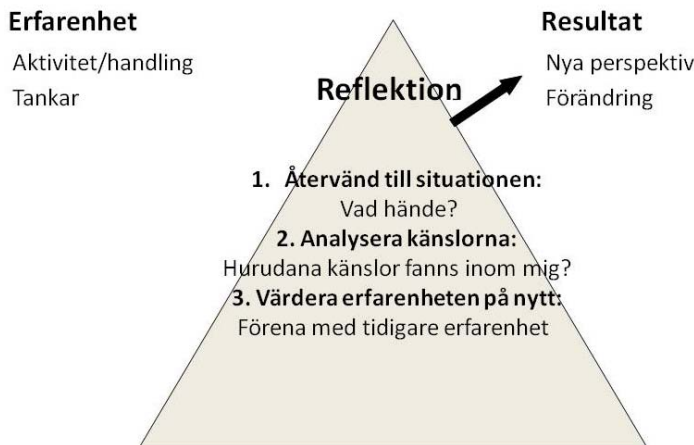 Erfarenhet
Aktivitet/handling
Tankar
Resultat
Nya perspektiv
Förändring
Reflektion
1. Återvänd till situationen:
Vad hände?
2. Analysera känslorna:
Hurudana känslor fanns inom mig?
3. Värdera erfarenheten på nytt:
Förena med tidigare erfarenhet